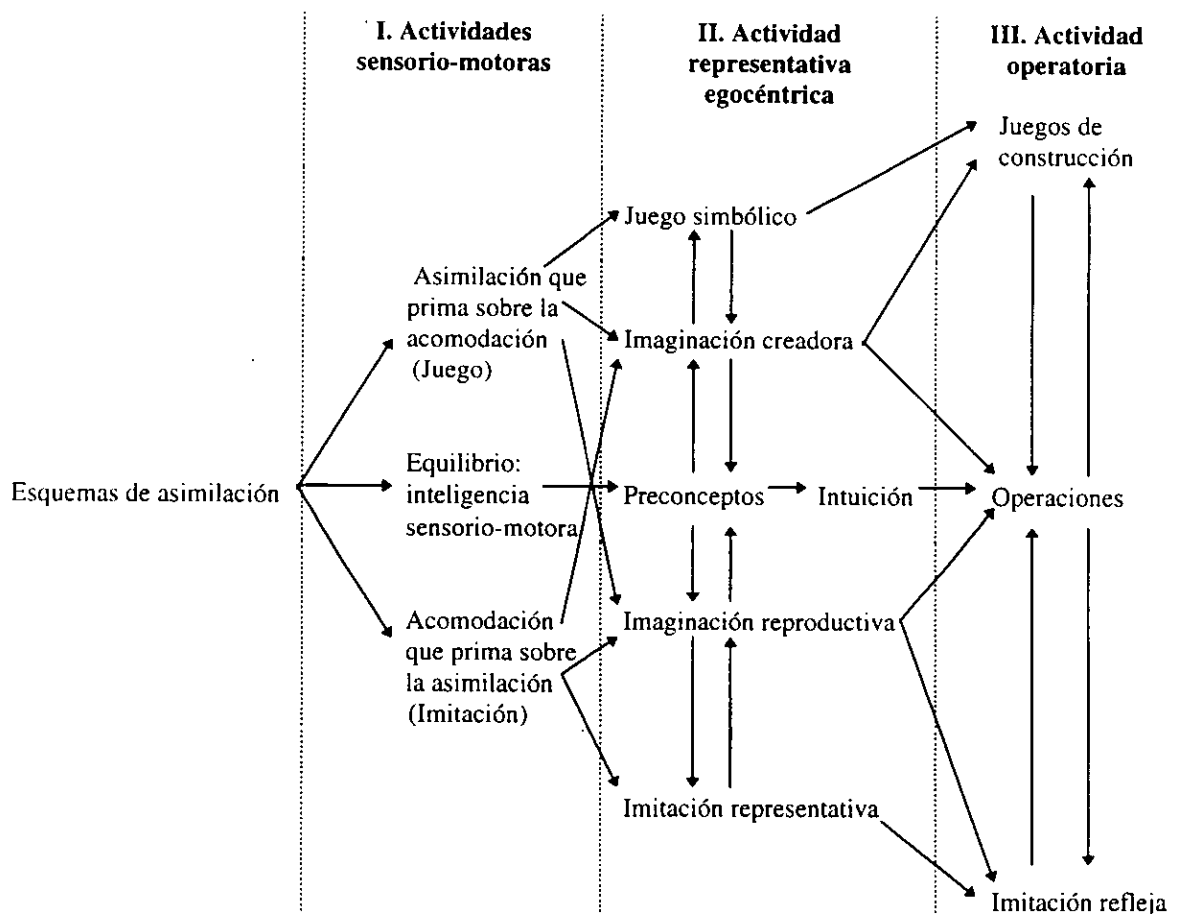 I. Actividades
sensorio-motoras
II. Actividad
representativa
egocéntrica
III. Actividad
operatoria
Juegos de
construcción
Juego simbólico
Asimilación que
prima sobre la
acomodación
(Juego)
Imaginación creadora
Esquemas de asimilación
Equilibrio:
inteligencia
sensorio-motora
Preconceptos
Intuición
Operaciones
Acomodación
que prima sobre
la asimilación
(Imitación)
Imaginación reproductiva
Imitación representativa
Imitación refleja